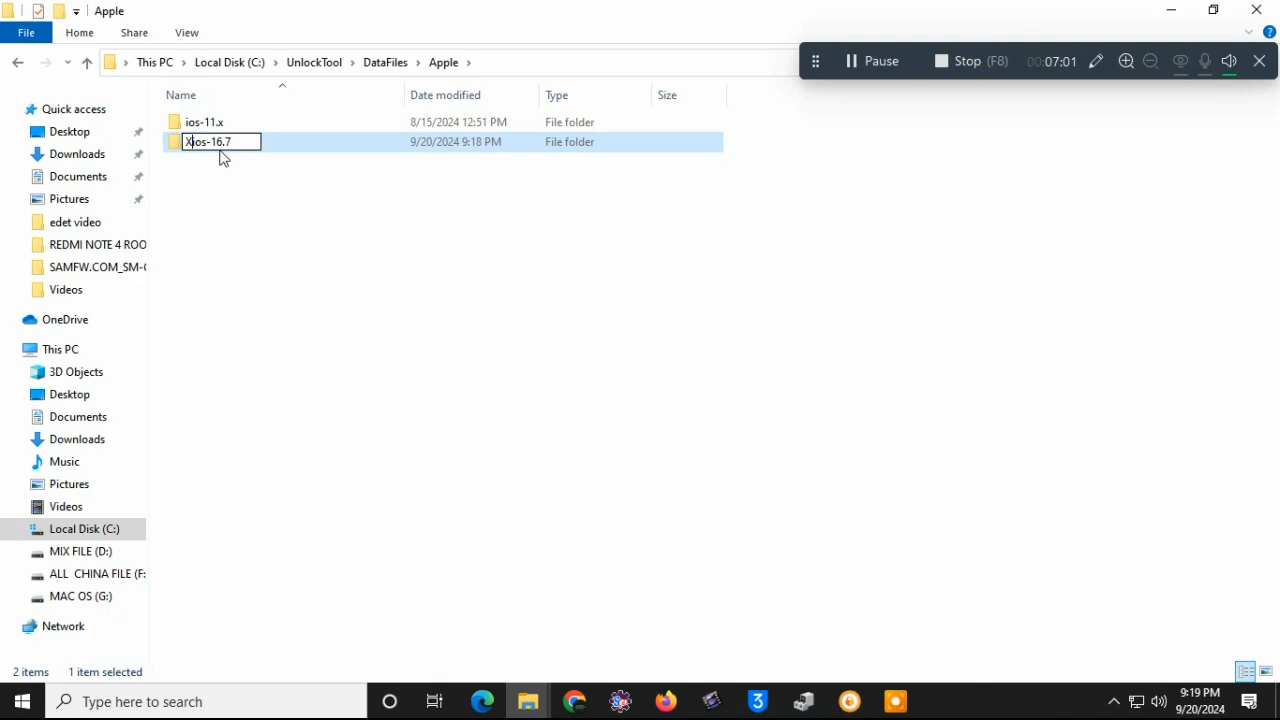 Apple
File
Home
Share
View
This PC
Local Disk (C:)
UnlockTool
DataFiles
Apple
Pause
Stop (F8)
00:07:01
Name
Date modified
Type
Size
ios-11.x
8/15/2024 12:51 PM
File folder
Xios-16.7
9/20/2024 9:18 PM
File folder
Quick access
Desktop
Downloads
Documents
Pictures
edet video
REDMI NOTE 4 ROO
SAMFW.COM_SM-
Videos
OneDrive
This PC
3D Objects
Desktop
Documents
Downloads
Music
Pictures
Videos
Local Disk (C:)
MIX FILE (D:)
ALL CHINA FILE (F:
MAC OS (G:)
Network
2 items
1 item selected
Type here to search
3
9:19 PM
9/20/2024